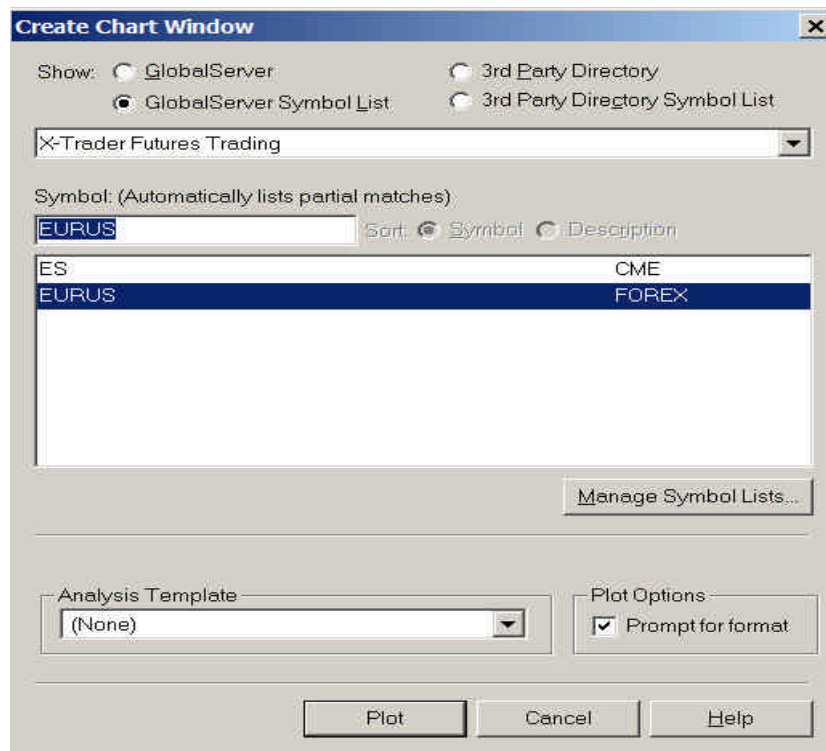 Create Chart Window
Show: GlobalServer 3rd Party Directory
GlobalServer Symbol List 3rd Party Directory Symbol List
X-Trader Futures Trading
Symbol: (Automatically lists partial matches)
EURUS Sort: Symbol Description
ES CME
EURUS FOREX
Manage Symbol Lists...
Analysis Template Plot Options
(None) Prompt for format
Plot Cancel Help